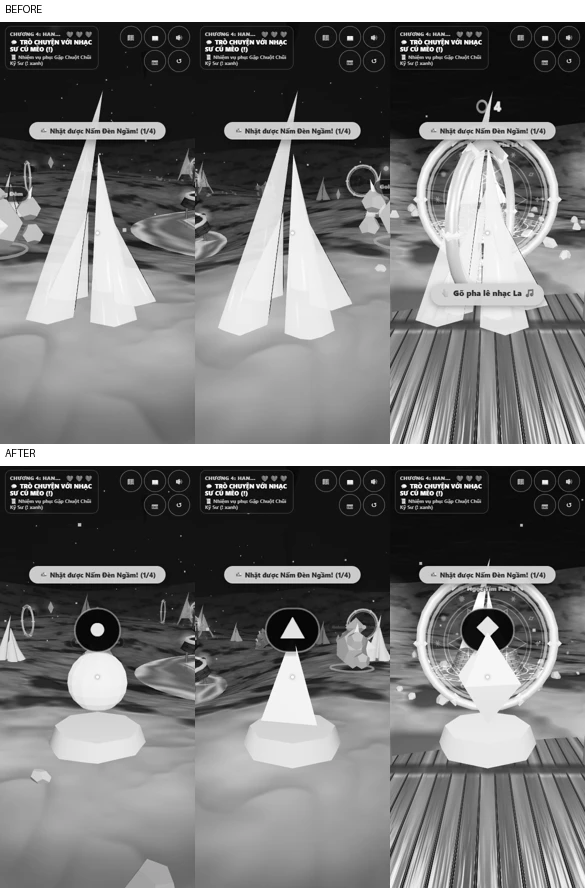 BEFORE
CHƯƠNG 4: HAN...
TRÒ CHUYỆN VỚI NHẠC
SƯ CÚ MÈO (!)
Nhiệm vụ phụ: Gặp Chuột Chũi
Kỹ Sư (! xanh)
Nhặt được Nấm Đèn Ngầm! (1/4)
CHƯƠNG 4: HAN...
TRÒ CHUYỆN VỚI NHẠC
SƯ CÚ MÈO (!)
Nhiệm vụ phụ: Gặp Chuột Chũi
Kỹ Sư (! xanh)
Nhặt được Nấm Đèn Ngầm! (1/4)
CHƯƠNG 4: HAN...
TRÒ CHUYỆN VỚI NHẠC
SƯ CÚ MÈO (!)
Nhiệm vụ phụ: Gặp Chuột Chũi
Kỹ Sư (! xanh)
4
Nhặt được Nấm Đèn Ngầm! (1/4)
Gõ pha lê nhạc La
AFTER
CHƯƠNG 4: HAN...
TRÒ CHUYỆN VỚI NHẠC
SƯ CÚ MÈO (!)
Nhiệm vụ phụ: Gặp Chuột Chũi
Kỹ Sư (! xanh)
Nhặt được Nấm Đèn Ngầm! (1/4)
CHƯƠNG 4: HAN...
TRÒ CHUYỆN VỚI NHẠC
SƯ CÚ MÈO (!)
Nhiệm vụ phụ: Gặp Chuột Chũi
Kỹ Sư (! xanh)
Nhặt được Nấm Đèn Ngầm! (1/4)
CHƯƠNG 4: HAN...
TRÒ CHUYỆN VỚI NHẠC
SƯ CÚ MÈO (!)
Nhiệm vụ phụ: Gặp Chuột Chũi
Kỹ Sư (! xanh)
Nhặt được Nấm Đèn Ngầm! (1/4)